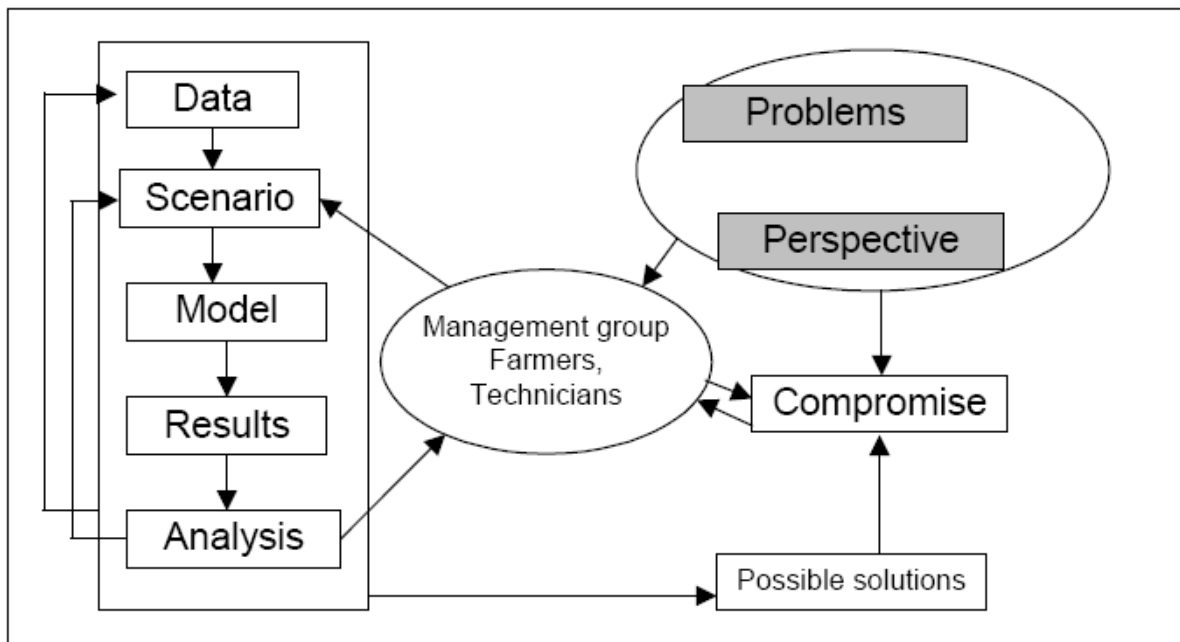 Data
Scenario
Model
Results
Analysis
Management group
Farmers,
Technicians
Problems
Perspective
Compromise
Possible solutions